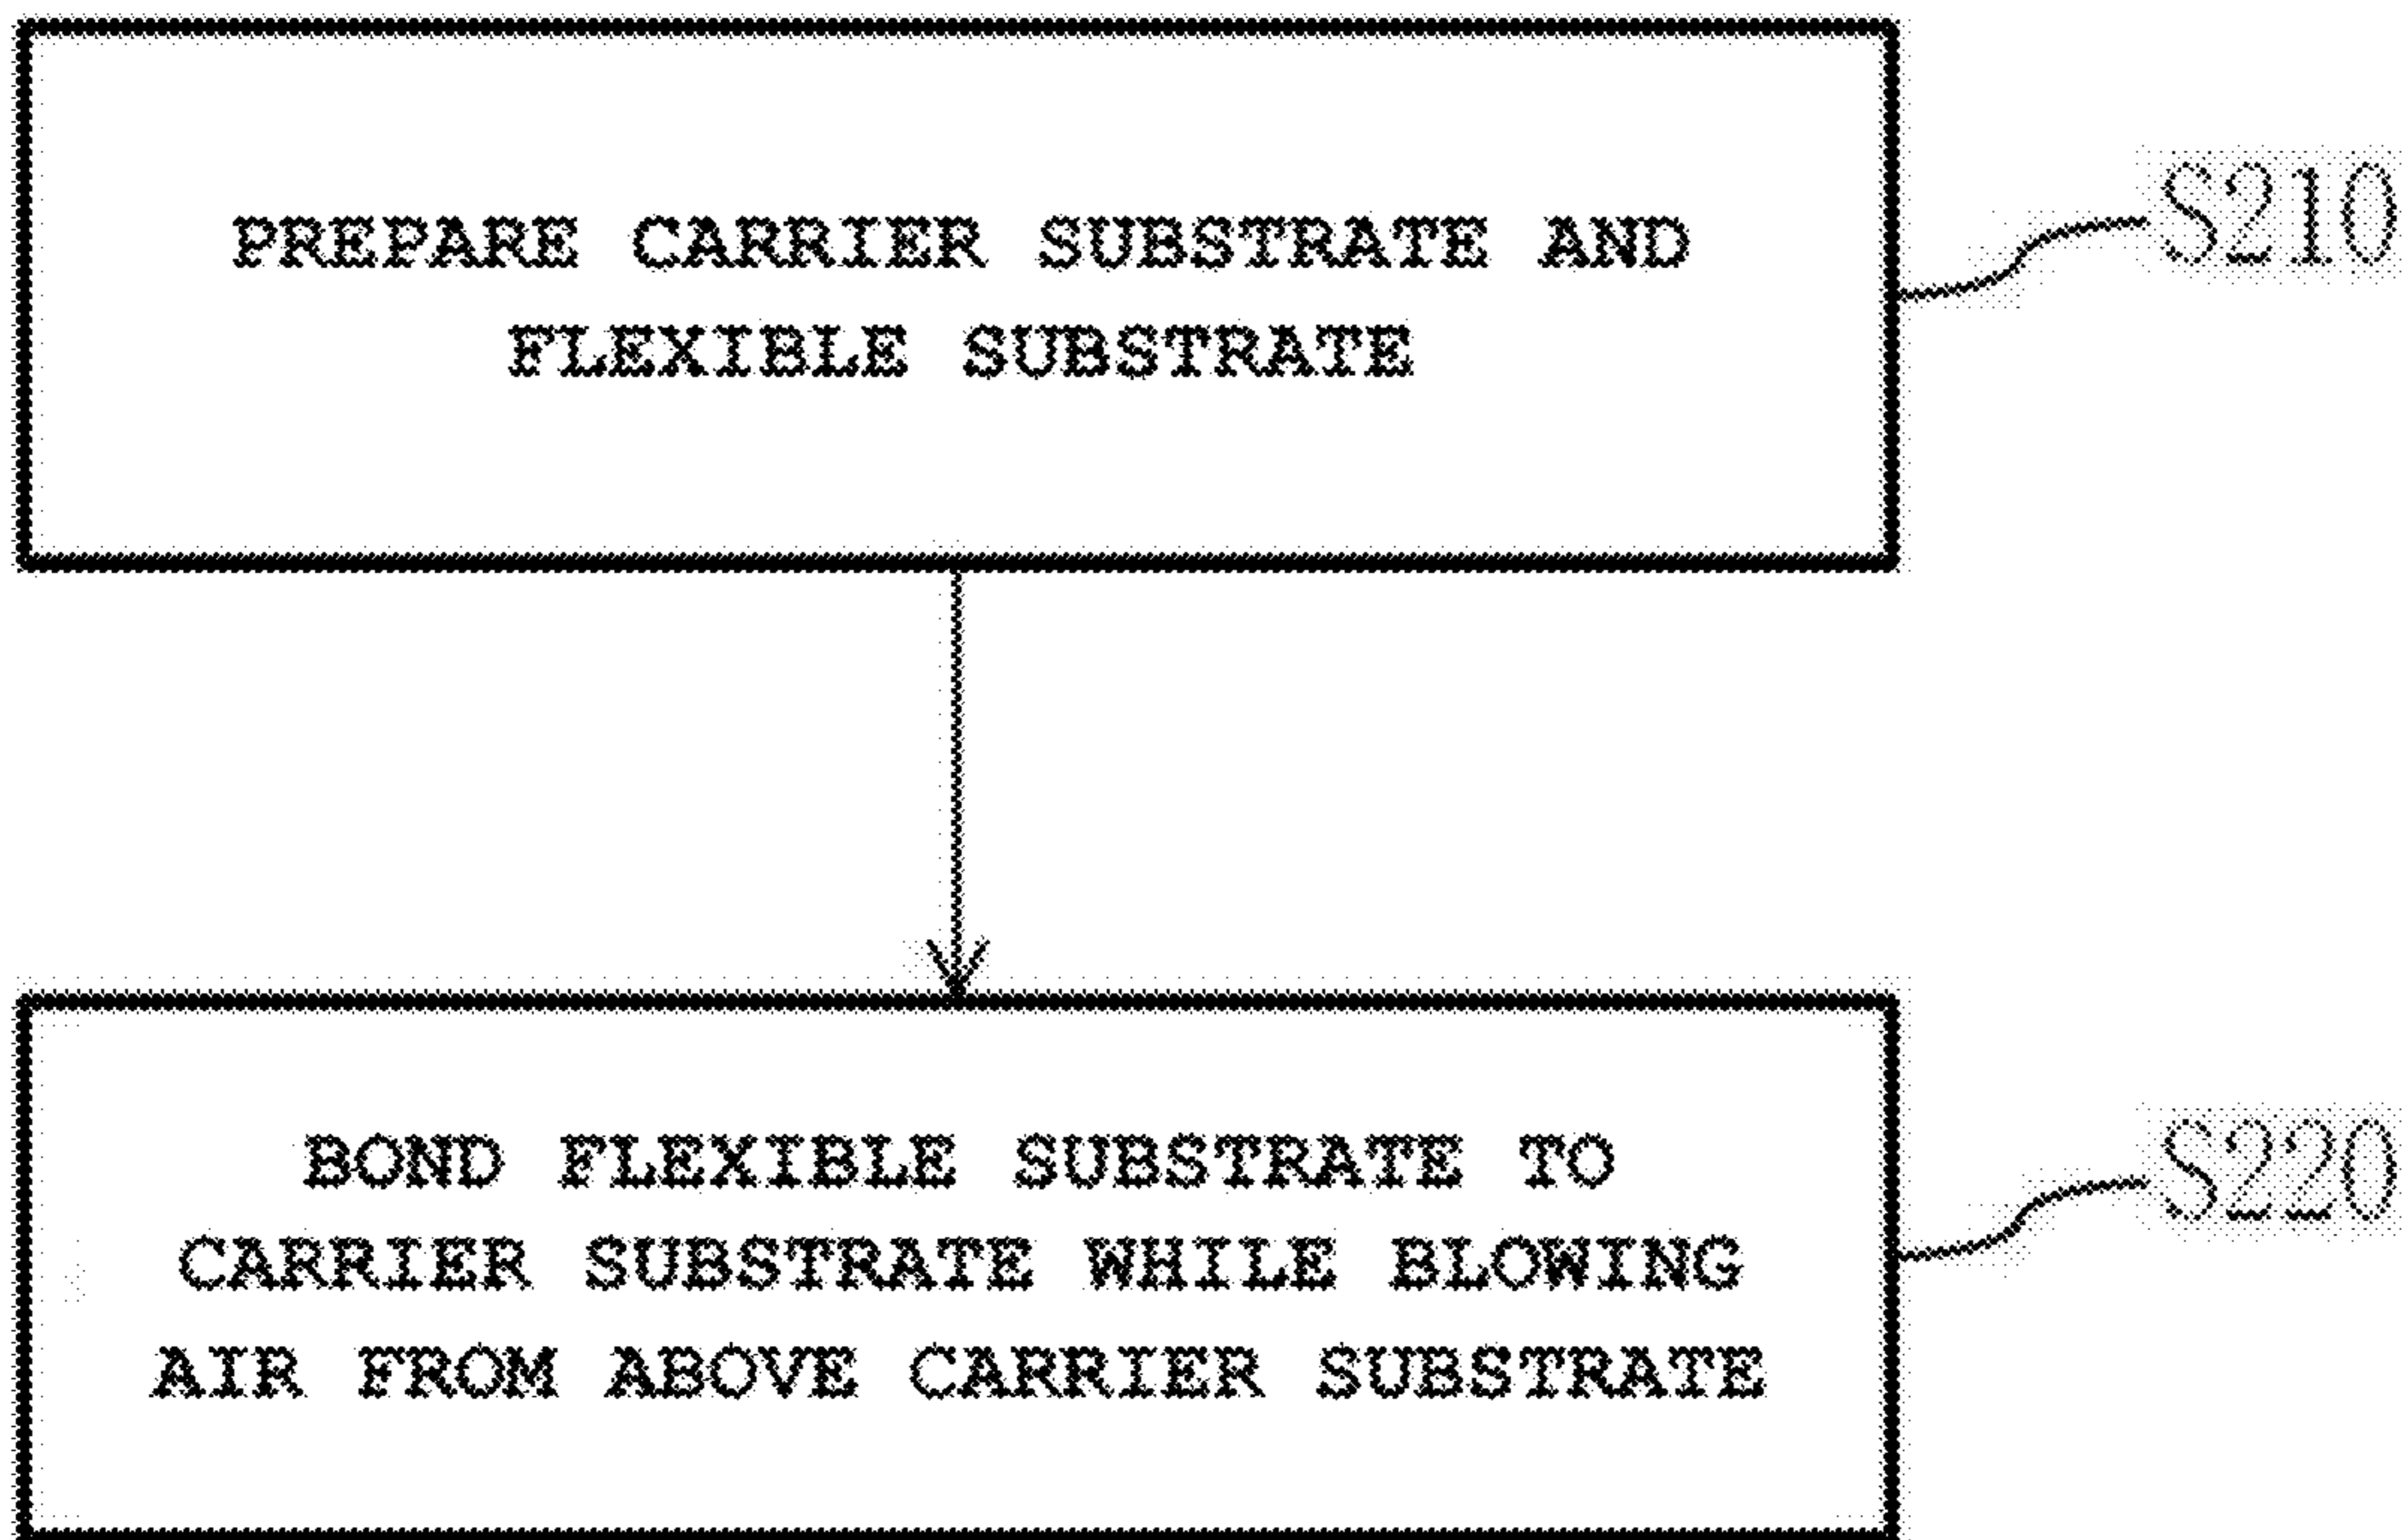 PREPARE CARRIER SUBSTRATE AND
FLEXIBLE SUBSTRATE
S210
BOND FLEXIBLE SUBSTRATE TO
CARRIER SUBSTRATE WHILE BLOWING
AIR FROM ABOVE CARRIER SUBSTRATE
S220